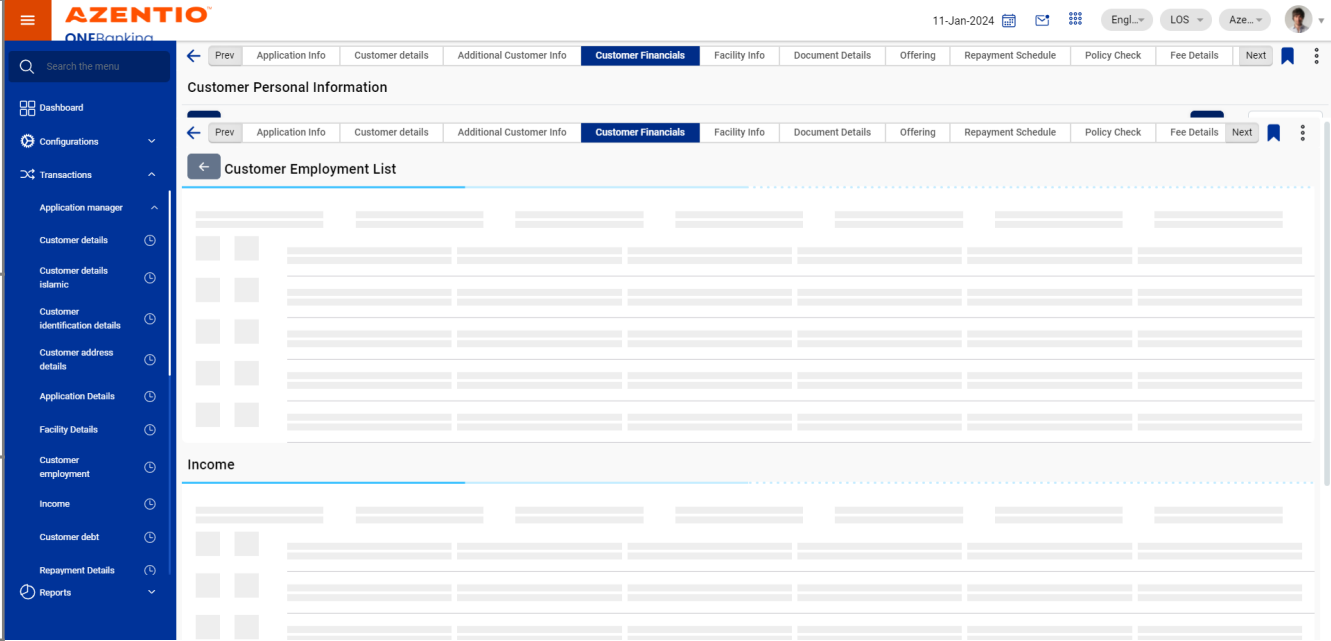 AZENTIO
ONEBanking
11-Jan-2024
Engl...
LOS
Aze...
Search the menu
Dashboard
Configurations
Transactions
Application manager
Customer details
Customer details
islamic
Customer
identification details
Customer address
details
Application Details
Facility Details
Customer
employment
Income
Customer debt
Repayment Details
Reports
Prev Application Info Customer details Additional Customer Info Customer Financials Facility Info Document Details Offering Repayment Schedule Policy Check Fee Details Next
Customer Personal Information
Prev Application Info Customer details Additional Customer Info Customer Financials Facility Info Document Details Offering Repayment Schedule Policy Check Fee Details Next
Customer Employment List
Income